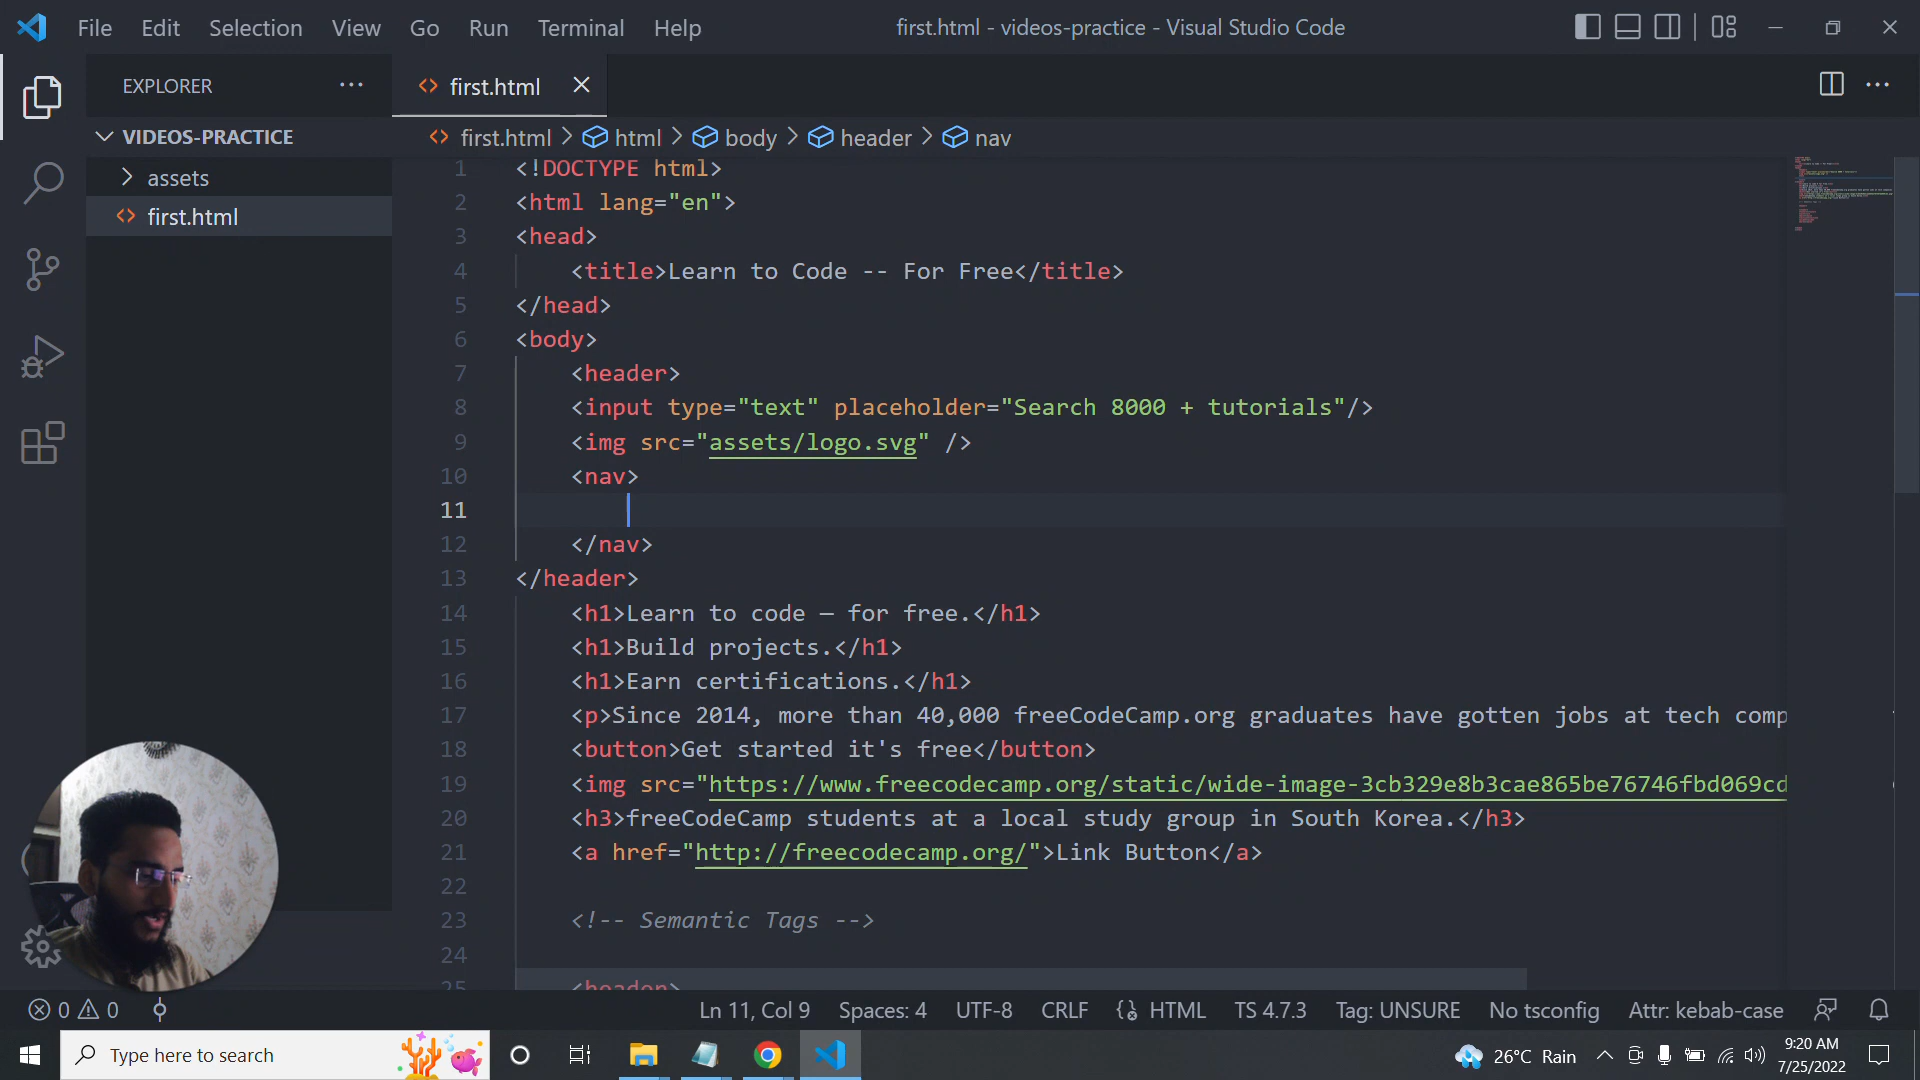 File Edit Selection View Go Run Terminal Help first.html - videos-practice - Visual Studio Code
EXPLORER
first.html
VIDEOS-PRACTICE
first.html > html > body > header > nav
assets
first.html
1 <!DOCTYPE html>
2 <html lang="en">
3 <head>
4 <title>Learn to Code -- For Free</title>
5 </head>
6 <body>
7 <header>
8 <input type="text" placeholder="Search 8000 + tutorials"/>
9 <img src="assets/logo.svg" />
10 <nav>
11
12 </nav>
13 </header>
14 <h1>Learn to code — for free.</h1>
15 <h1>Build projects.</h1>
16 <h1>Earn certifications.</h1>
17 <p>Since 2014, more than 40,000 freeCodeCamp.org graduates have gotten jobs at tech comp
18 <button>Get started it's free</button>
19 <img src="https://www.freecodecamp.org/static/wide-image-3cb329e8b3cae865be76746fbd069cd
20 <h3>freeCodeCamp students at a local study group in South Korea.</h3>
21 <a href="http://freecodecamp.org/">Link Button</a>
22
23 <!-- Semantic Tags -->
24
25 <header>
0 0 Ln 11, Col 9 Spaces: 4 UTF-8 CRLF HTML TS 4.7.3 Tag: UNSURE No tsconfig Attr: kebab-case
Type here to search
26°C Rain
9:20 AM
7/25/2022